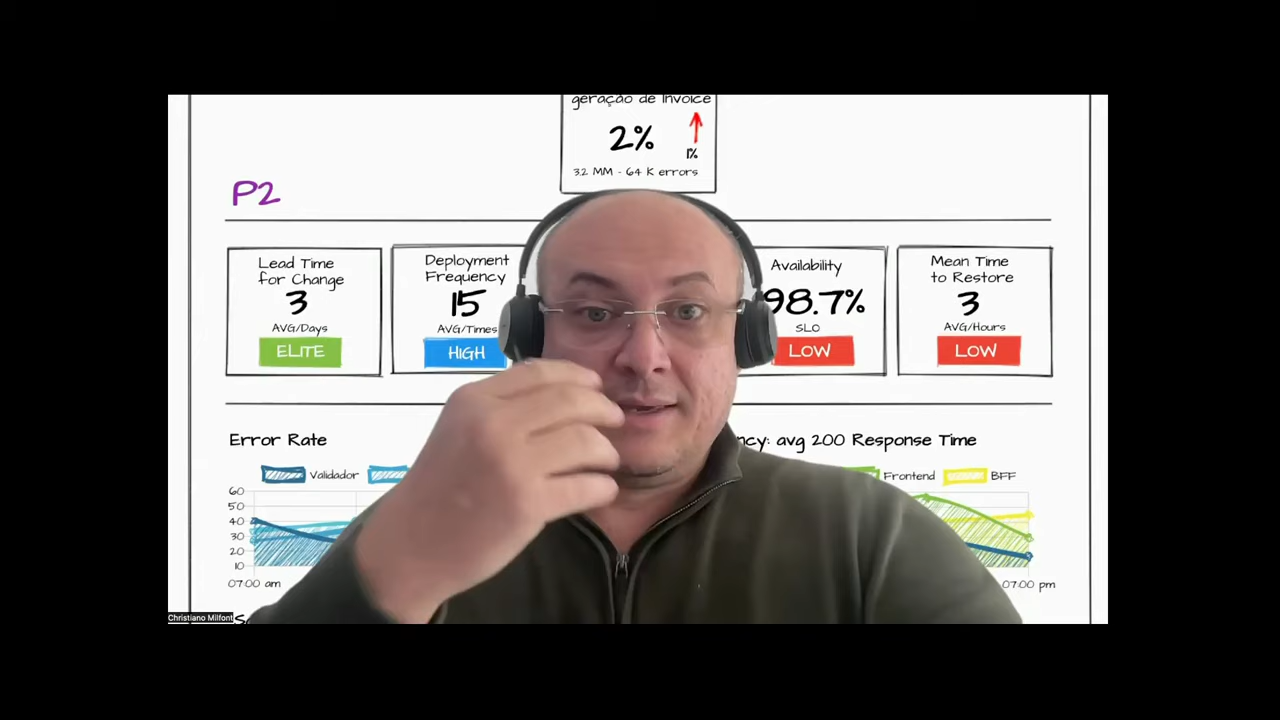 geração de Invoice
2%
1%
3.2 MM - 64 K errors
P2
Lead Time
for Change
3
AVG/Days
ELITE
Deployment
Frequency
15
AVG/Times
HIGH
Availability
98.7%
SLO
LOW
Mean Time
to Restore
3
AVG/Hours
LOW
Error Rate
Validador
60
50
40
30
20
10
07:00 am
ncy: avg 200 Response Time
Frontend
BFF
07:00 pm
Christiano Milfont